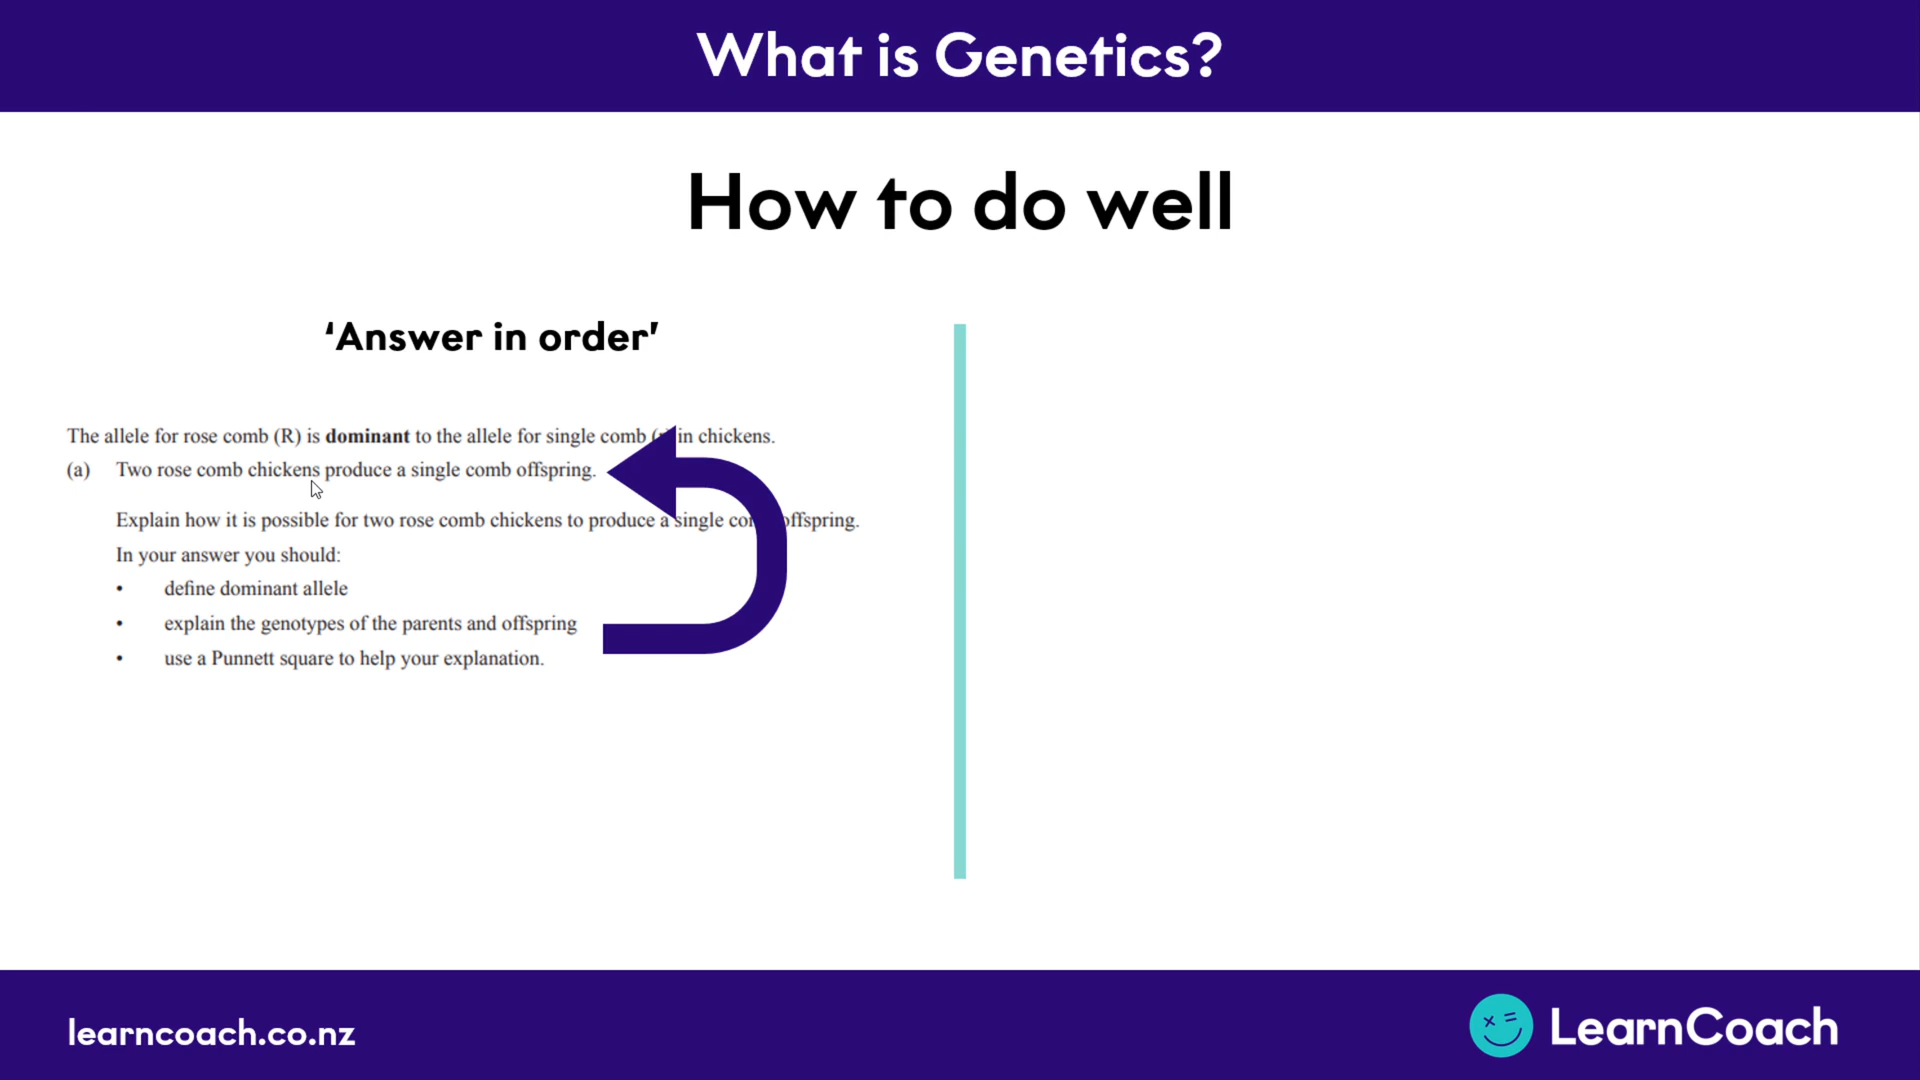 What is Genetics?
How to do well
‘Answer in order’
The allele for rose comb (R) is dominant to the allele for single comb in chickens.
(a) Two rose comb chickens produce a single comb offspring.
Explain how it is possible for two rose comb chickens to produce a single offspring.
In your answer you should:
• define dominant allele
• explain the genotypes of the parents and offspring
• use a Punnett square to help your explanation.
learncoach.co.nz
LearnCoach